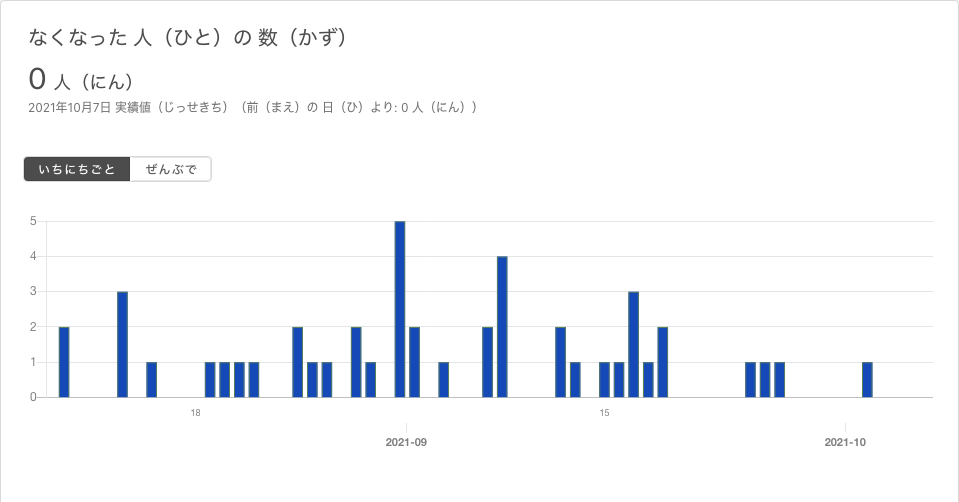 なくなった 人（ひと）の 数（かず）
0 人（にん）
2021年10月7日 実績値（じっせきち）（前（まえ）の 日（ひ）より: 0 人（にん））
いちにちごと ぜんぶで
5
4
3
2
1
0
18 15
2021-09 2021-10